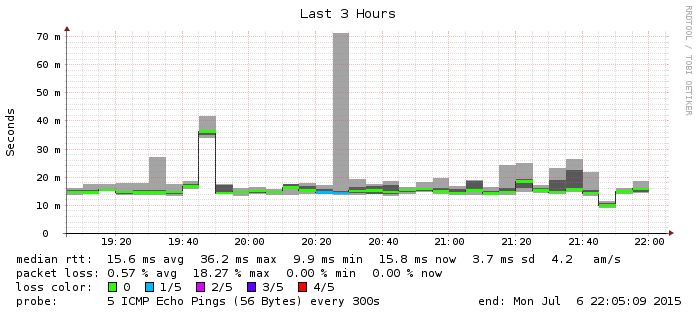 Last 3 Hours
RRDTOOL / TOBI OETIKER
Seconds
70 m
60 m
50 m
40 m
30 m
20 m
10 m
0
19:20 19:40 20:00 20:20 20:40 21:00 21:20 21:40 22:00
median rtt: 15.6 ms avg 36.2 ms max 9.9 ms min 15.8 ms now 3.7 ms sd 4.2 am/s
packet loss: 0.57 % avg 18.27 % max 0.00 % min 0.00 % now
loss color: 0 1/5 2/5 3/5 4/5
probe: 5 ICMP Echo Pings (56 Bytes) every 300s end: Mon Jul 6 22:05:09 2015